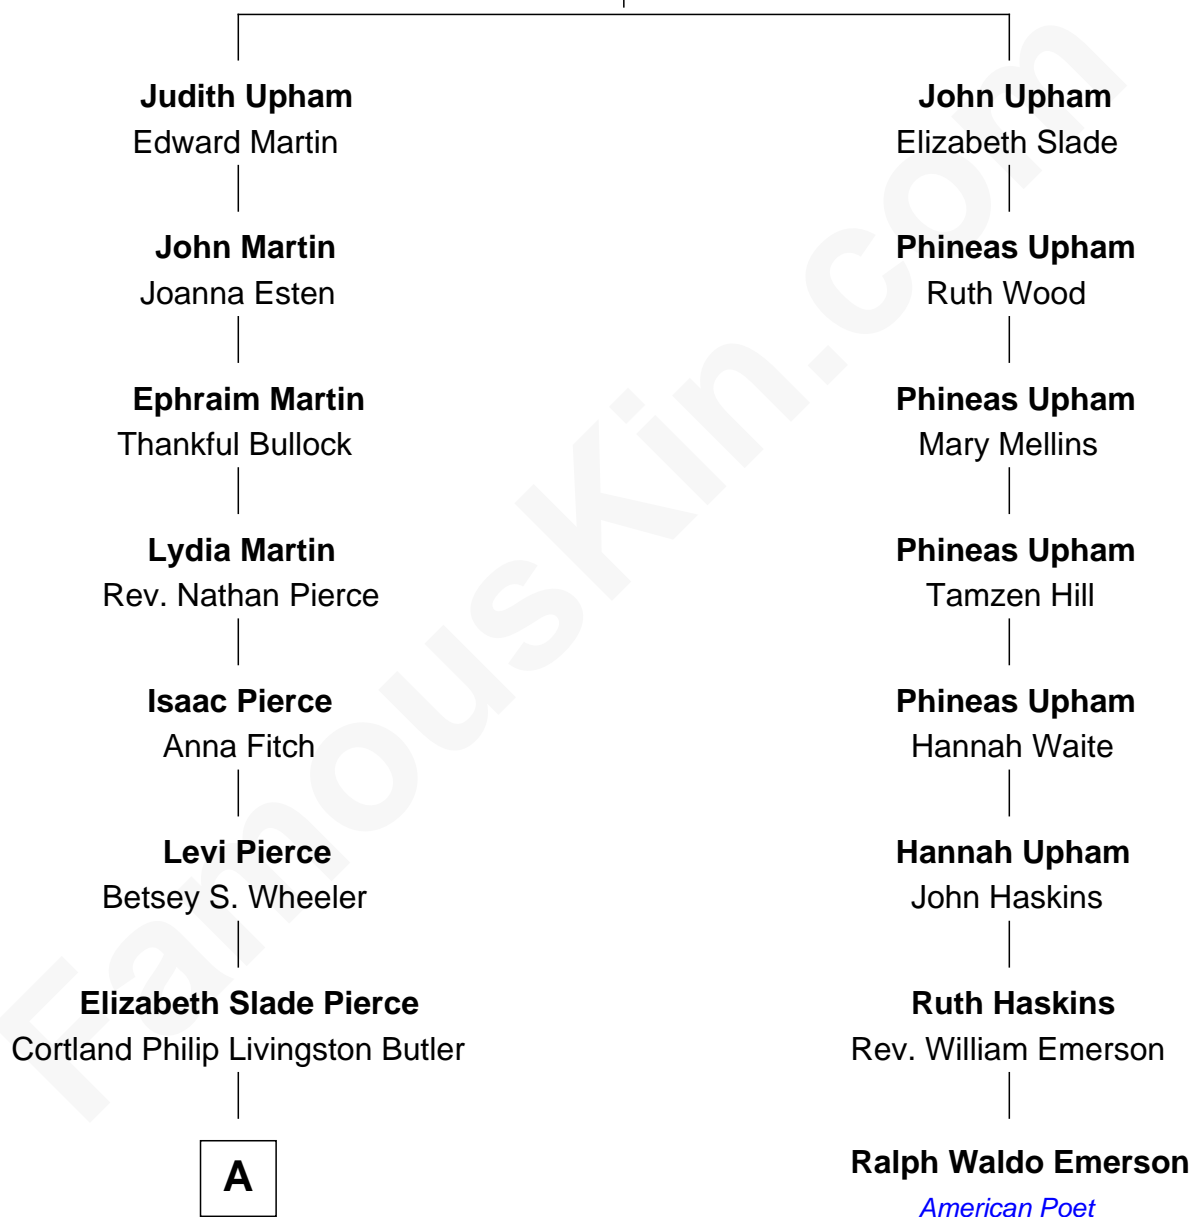 Judith Upham
Edward Martin
John Martin
Joanna Esten
Ephraim Martin
Thankful Bullock
Lydia Martin
Rev. Nathan Pierce
Isaac Pierce
Anna Fitch
Levi Pierce
Betsey S. Wheeler
Elizabeth Slade Pierce
Cortland Philip Livingston Butler
A
John Upham
Elizabeth Slade
Phineas Upham
Ruth Wood
Phineas Upham
Mary Mellins
Phineas Upham
Tamzen Hill
Phineas Upham
Hannah Waite
Hannah Upham
John Haskins
Ruth Haskins
Rev. William Emerson
Ralph Waldo Emerson
American Poet
FamousKin.com